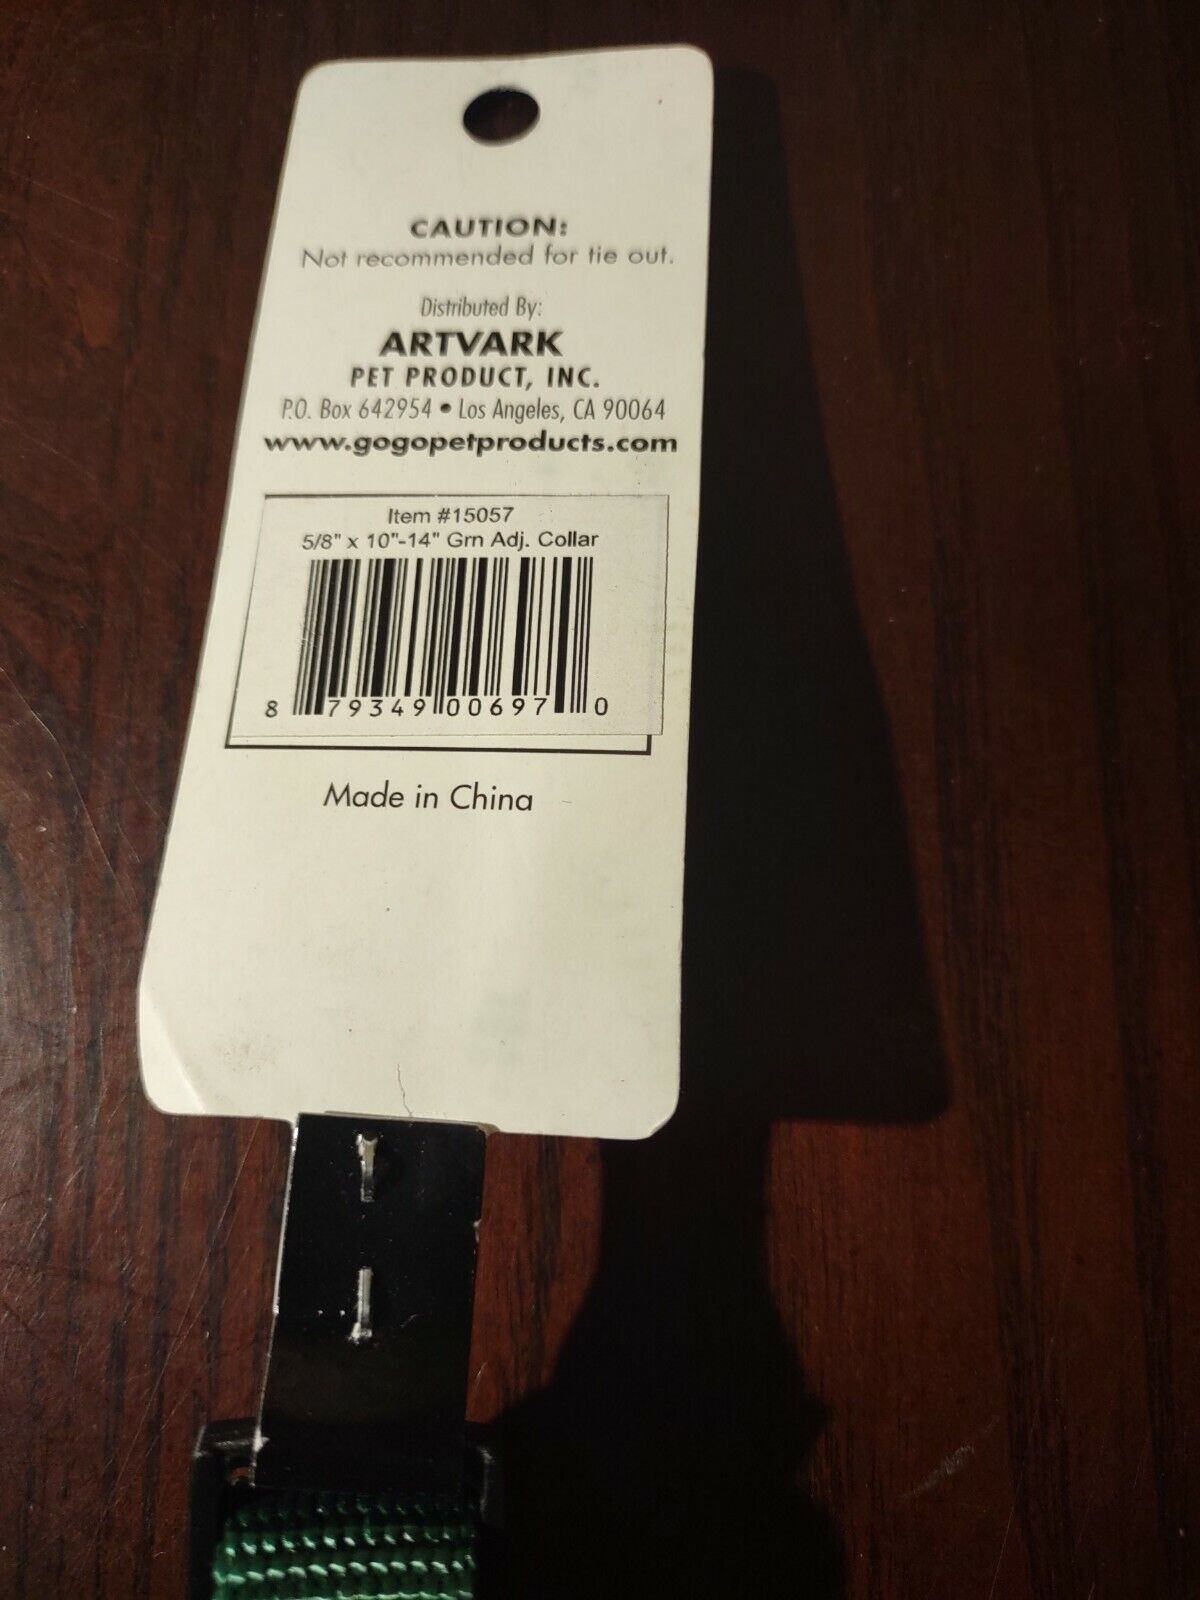 CAUTION:
Not recommended for tie out.
Distributed By:
ARTVARK
PET PRODUCT, INC.
P.O. Box 642954 • Los Angeles, CA 90064
www.gogopetproducts.com
Item #15057
5/8" x 10"-14" Grn Adj. Collar
8 79349 00697 0
Made in China